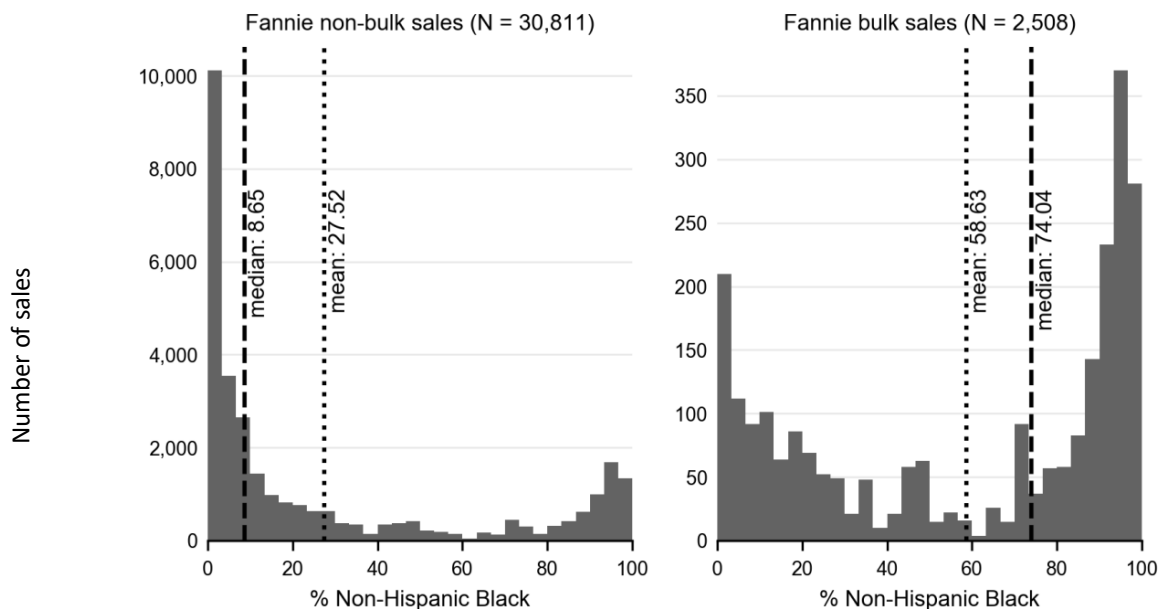 Fannie non-bulk sales (N = 30,811)
Number of sales
10,000
8,000
6,000
4,000
2,000
0
median: 8.65
mean: 27.52
0 20 40 60 80 100
% Non-Hispanic Black
Fannie bulk sales (N = 2,508)
350
300
250
200
150
100
50
0
mean: 58.63
median: 74.04
0 20 40 60 80 100
% Non-Hispanic Black